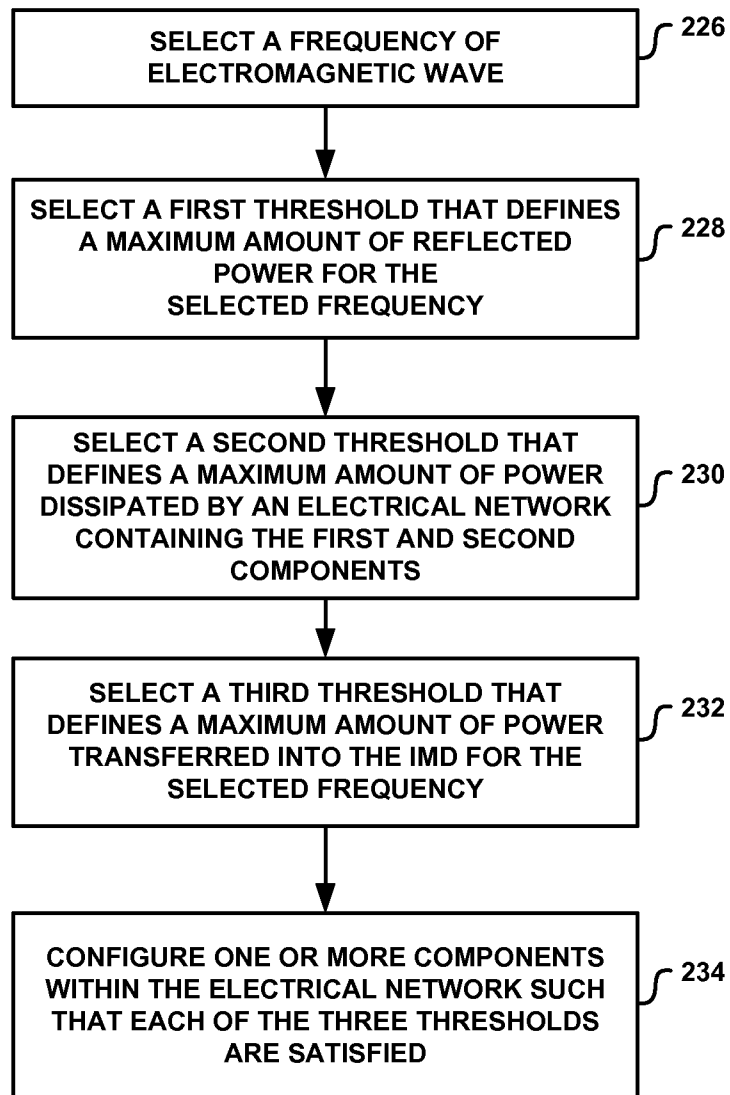 SELECT A FREQUENCY OF
ELECTROMAGNETIC WAVE
226
SELECT A FIRST THRESHOLD THAT DEFINES
A MAXIMUM AMOUNT OF REFLECTED
POWER FOR THE
SELECTED FREQUENCY
228
SELECT A SECOND THRESHOLD THAT
DEFINES A MAXIMUM AMOUNT OF POWER
DISSIPATED BY AN ELECTRICAL NETWORK
CONTAINING THE FIRST AND SECOND
COMPONENTS
230
SELECT A THIRD THRESHOLD THAT
DEFINES A MAXIMUM AMOUNT OF POWER
TRANSFERRED INTO THE IMD FOR THE
SELECTED FREQUENCY
232
CONFIGURE ONE OR MORE COMPONENTS
WITHIN THE ELECTRICAL NETWORK SUCH
THAT EACH OF THE THREE THRESHOLDS
ARE SATISFIED
234